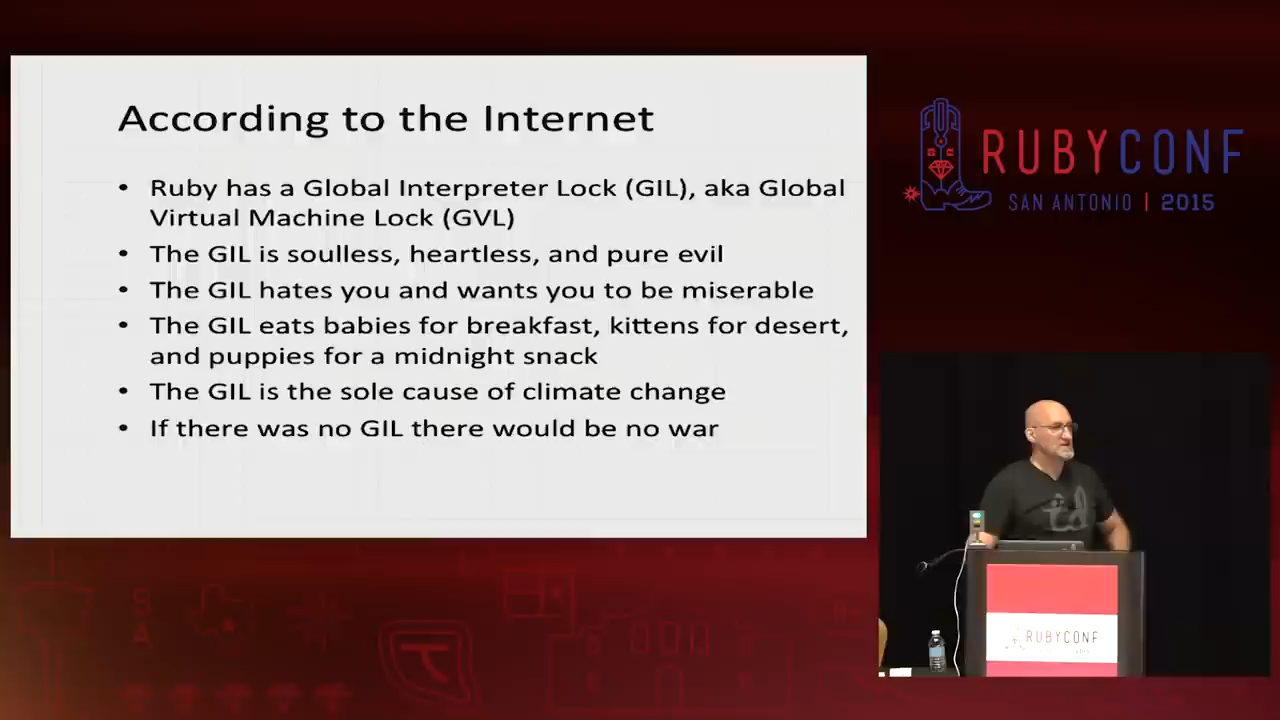 According to the Internet
• Ruby has a Global Interpreter Lock (GIL), aka Global
Virtual Machine Lock (GVL)
• The GIL is soulless, heartless, and pure evil
• The GIL hates you and wants you to be miserable
• The GIL eats babies for breakfast, kittens for desert,
and puppies for a midnight snack
• The GIL is the sole cause of climate change
• If there was no GIL there would be no war
RUBYCONF
SAN ANTONIO | 2015
td
RUBYCONF
SA